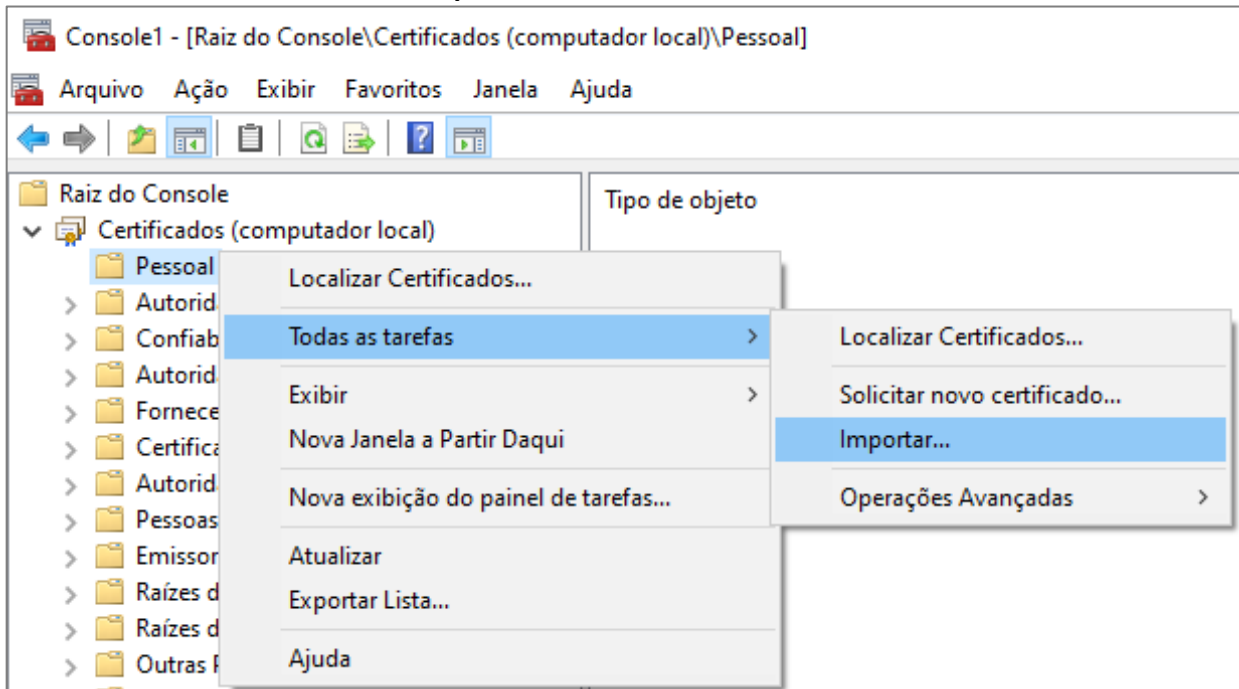 Console1 - [Raiz do Console\Certificados (computador local)\Pessoal]
Arquivo Ação Exibir Favoritos Janela Ajuda
Raiz do Console
Tipo de objeto
Certificados (computador local)
Pessoal
Autorid
Confiab
Autorid
Fornece
Certifica
Autorid
Pessoas
Emissor
Raízes d
Raízes d
Outras
Localizar Certificados...
Todas as tarefas
Exibir
Nova Janela a Partir Daqui
Nova exibição do painel de tarefas...
Atualizar
Exportar Lista...
Ajuda
Localizar Certificados...
Solicitar novo certificado...
Importar...
Operações Avançadas